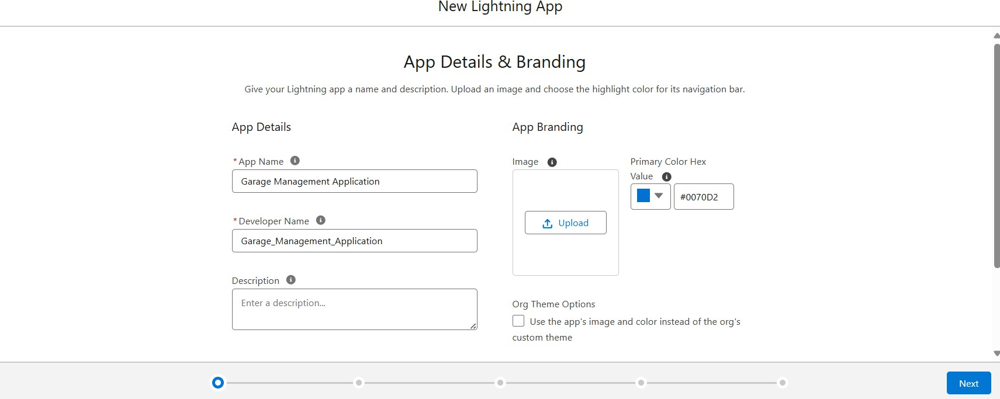 New Lightning App
App Details & Branding
Give your Lightning app a name and description. Upload an image and choose the highlight color for its navigation bar.
App Details
*App Name
Garage Management Application
*Developer Name
Garage_Management_Application
Description
Enter a description...
App Branding
Image
Upload
Primary Color Hex
Value
#0070D2
Org Theme Options
Use the app's image and color instead of the org's
custom theme
Next